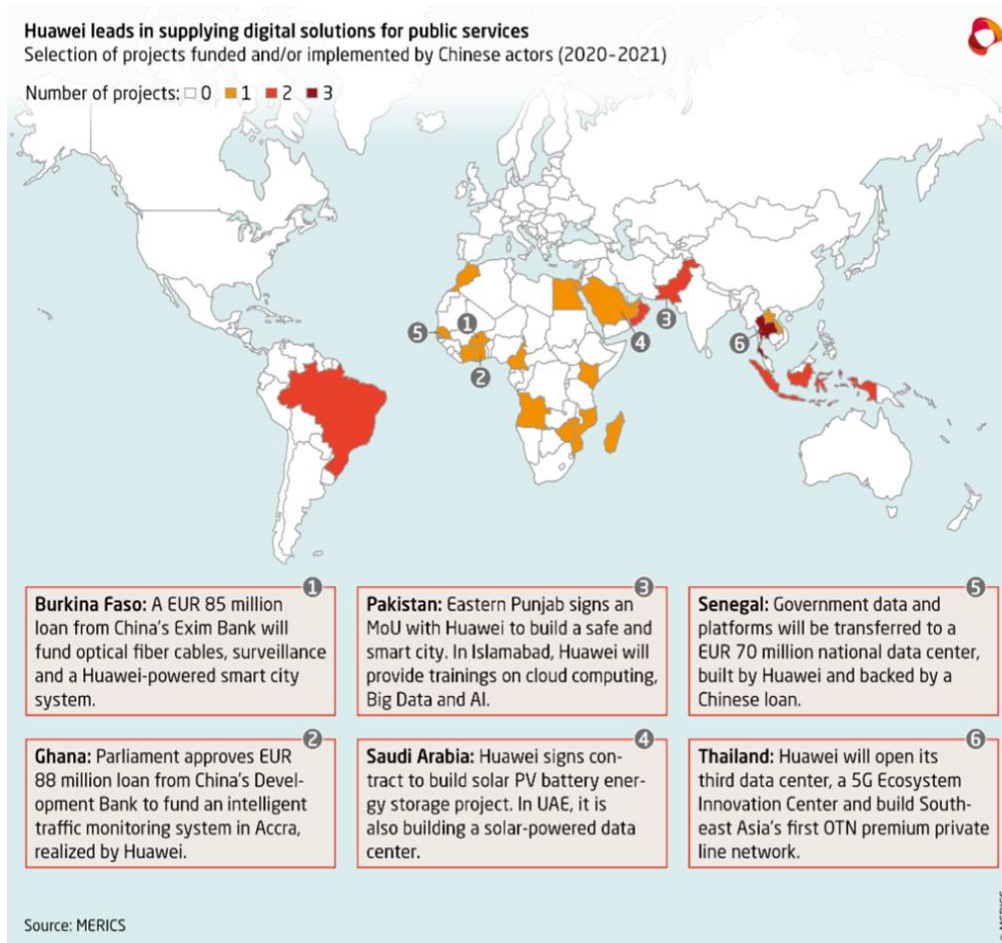 Huawei leads in supplying digital solutions for public services
Selection of projects funded and/or implemented by Chinese actors (2020-2021)
Number of projects: 0 1 2 3
1
5
2
3
4
6
1
Burkina Faso: A EUR 85 million
loan from China's Exim Bank will
fund optical fiber cables, surveillance
and a Huawei-powered smart city
system.
3
Pakistan: Eastern Punjab signs an
MoU with Huawei to build a safe and
smart city. In Islamabad, Huawei will
provide trainings on cloud computing,
Big Data and AI.
5
Senegal: Government data and
platforms will be transferred to a
EUR 70 million national data center,
built by Huawei and backed by a
Chinese loan.
2
Ghana: Parliament approves EUR
88 million loan from China's Devel-
opment Bank to fund an intelligent
traffic monitoring system in Accra,
realized by Huawei.
4
Saudi Arabia: Huawei signs con-
tract to build solar PV battery ener-
gy storage project. In UAE, it is
also building a solar-powered data
center.
6
Thailand: Huawei will open its
third data center, a 5G Ecosystem
Innovation Center and build South-
east Asia's first OTN premium private
line network.
Source: MERICS